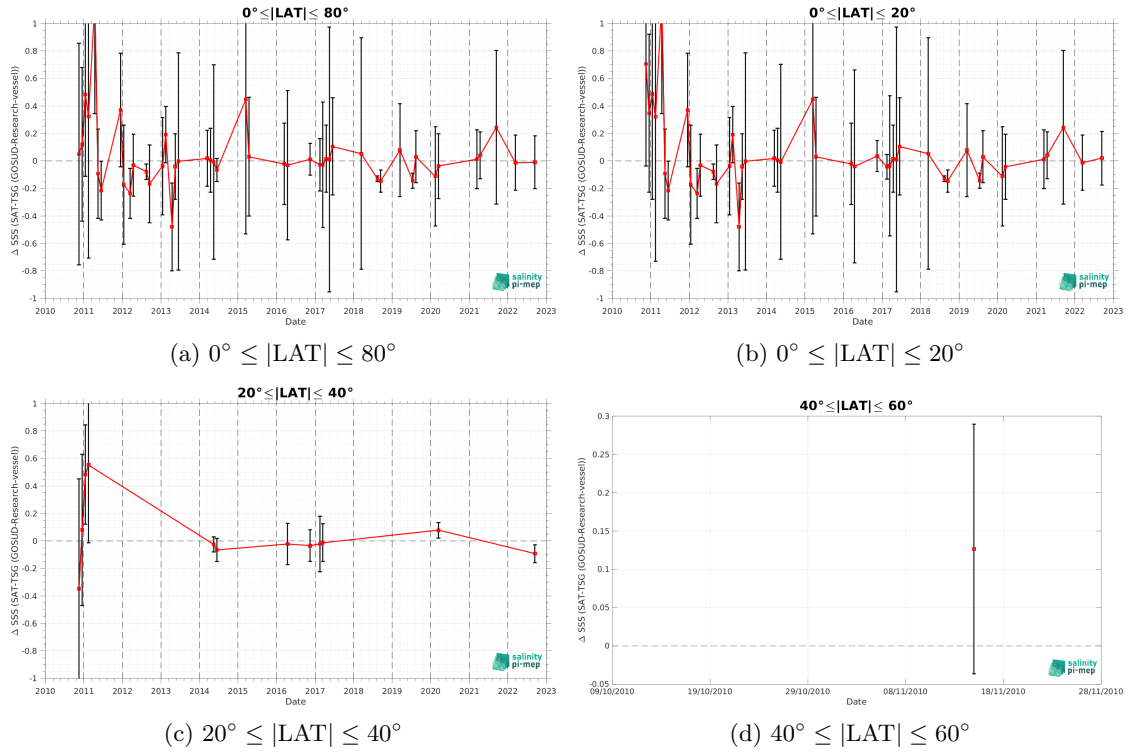 0°≤|LAT|≤ 80°
Δ SSS (SAT-TSG (GOSUD-Research-vessel))
1
0.8
0.6
0.4
0.2
0
-0.2
-0.4
-0.6
-0.8
-1
2010 2011 2012 2013 2014 2015 2016 2017 2018 2019 2020 2021 2022 2023
Date
salinity
pi-mep
(a) 0° ≤ |LAT| ≤ 80°
0°≤|LAT|≤ 20°
Δ SSS (SAT-TSG (GOSUD-Research-vessel))
1
0.8
0.6
0.4
0.2
0
-0.2
-0.4
-0.6
-0.8
-1
2010 2011 2012 2013 2014 2015 2016 2017 2018 2019 2020 2021 2022 2023
Date
salinity
pi-mep
(b) 0° ≤ |LAT| ≤ 20°
20°≤|LAT|≤ 40°
Δ SSS (SAT-TSG (GOSUD-Research-vessel))
1
0.8
0.6
0.4
0.2
0
-0.2
-0.4
-0.6
-0.8
-1
2010 2011 2012 2013 2014 2015 2016 2017 2018 2019 2020 2021 2022 2023
Date
salinity
pi-mep
(c) 20° ≤ |LAT| ≤ 40°
40°≤|LAT|≤ 60°
Δ SSS (SAT-TSG (GOSUD-Research-vessel))
0.3
0.25
0.2
0.15
0.1
0.05
0
-0.05
09/10/2010 19/10/2010 29/10/2010 08/11/2010 18/11/2010 28/11/2010
Date
salinity
pi-mep
(d) 40° ≤ |LAT| ≤ 60°